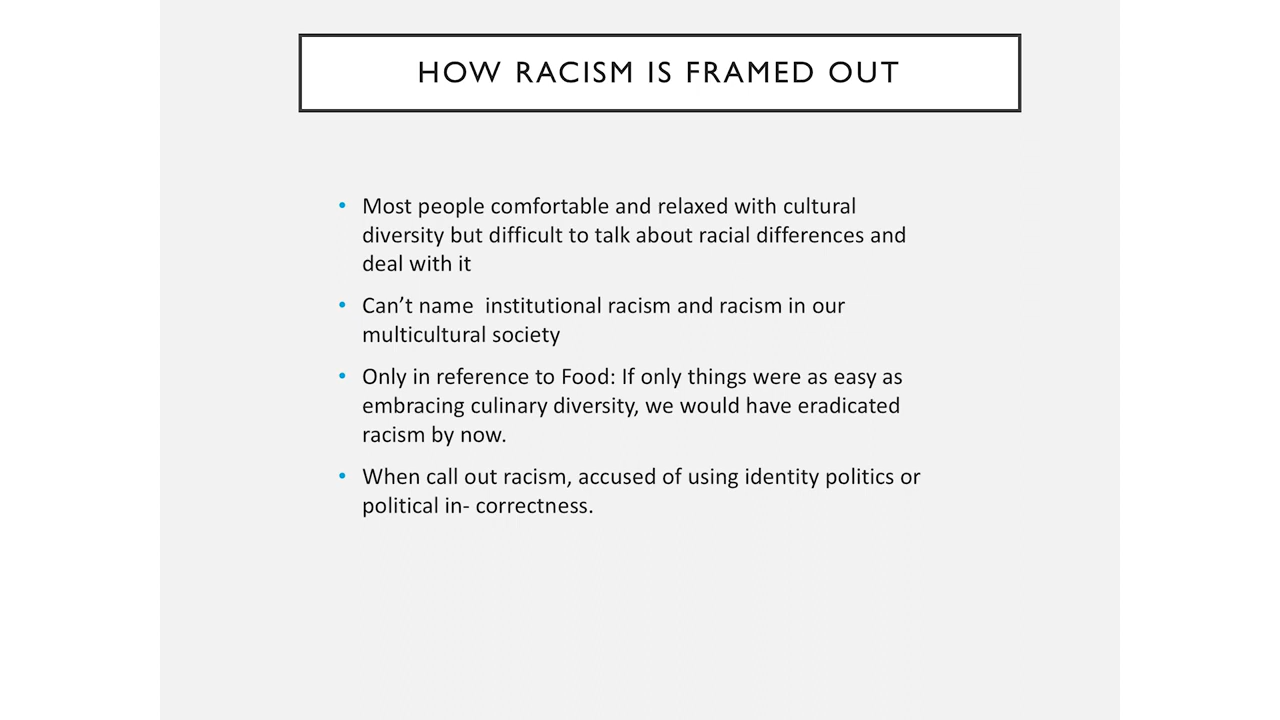 HOW RACISM IS FRAMED OUT
• Most people comfortable and relaxed with cultural
diversity but difficult to talk about racial differences and
deal with it
• Can’t name  institutional racism and racism in our
multicultural society
• Only in reference to Food: If only things were as easy as
embracing culinary diversity, we would have eradicated
racism by now.
• When call out racism, accused of using identity politics or
political in- correctness.